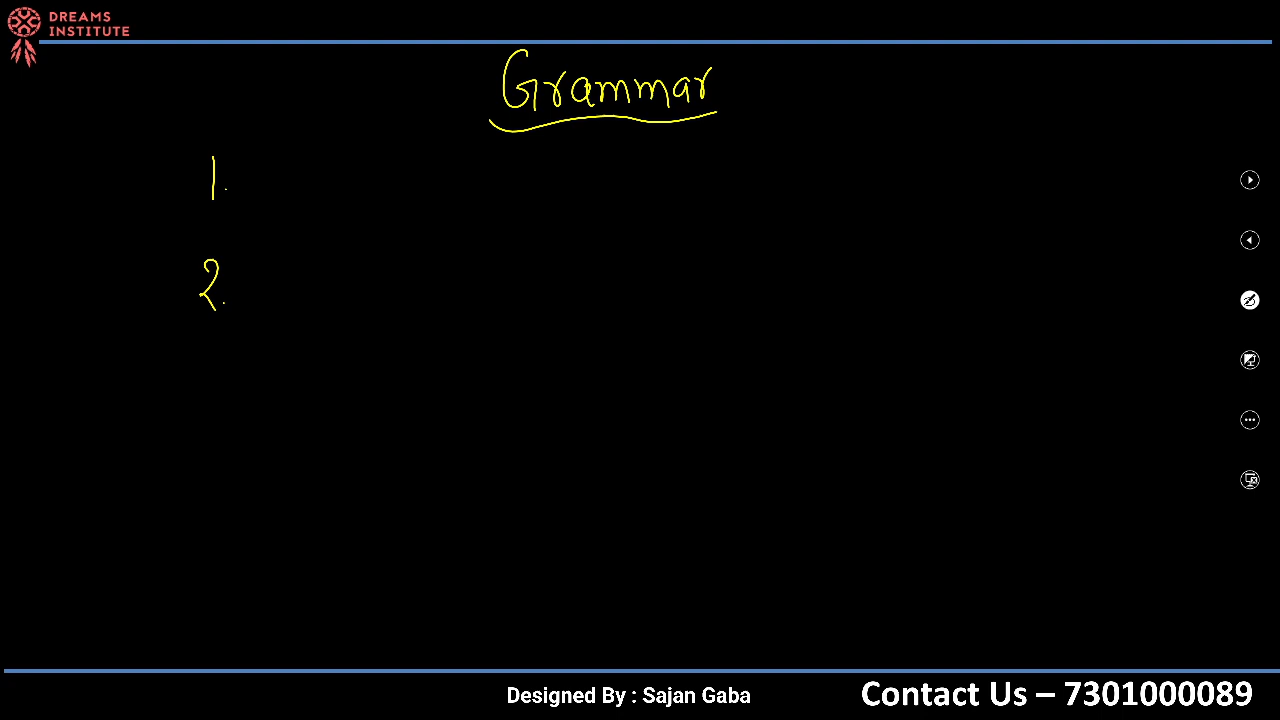 DREAMS
INSTITUTE
Grammar
1.
2.
Designed By : Sajan Gaba
Contact Us – 7301000089